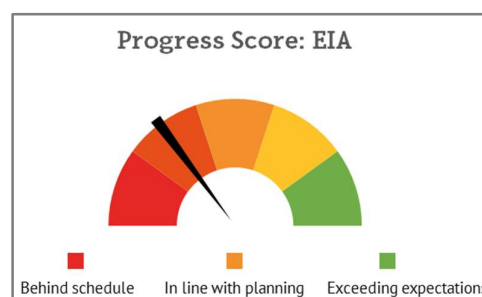 Progress Score: EIA
Behind schedule In line with planning Exceeding expectations